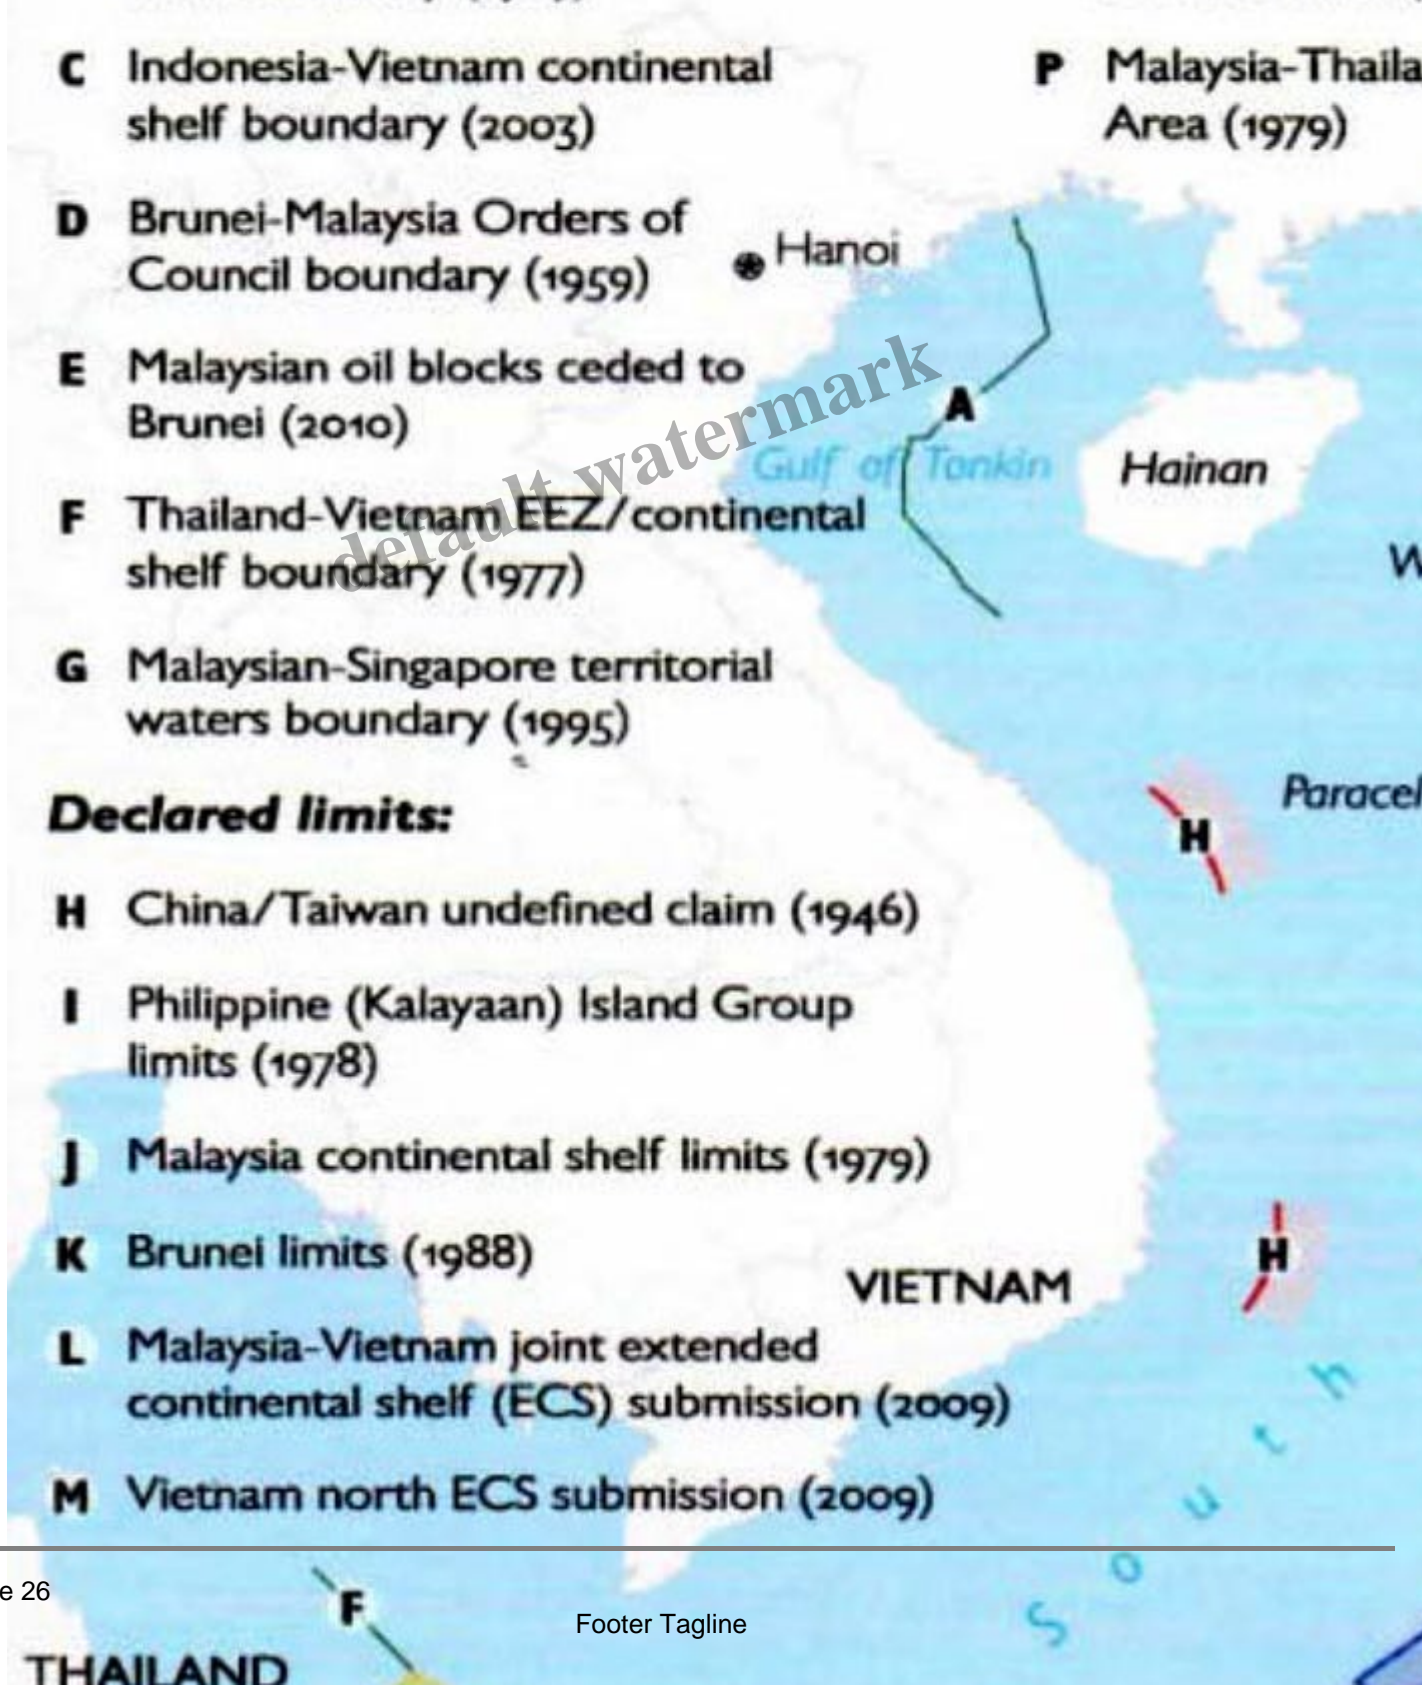 C Indonesia-Vietnam continental
shelf boundary (2003)
P Malaysia-Thaila
Area (1979)
D Brunei-Malaysia Orders of
Council boundary (1959)
Hanoi
E Malaysian oil blocks ceded to
Brunei (2010)
default watermark
A
Gulf of Tonkin
Hainan
F Thailand-Vietnam EEZ/continental
shelf boundary (1977)
W
G Malaysian-Singapore territorial
waters boundary (1995)
Declared limits:
Paracel
H
H China/Taiwan undefined claim (1946)
I Philippine (Kalayaan) Island Group
limits (1978)
J Malaysia continental shelf limits (1979)
K Brunei limits (1988)
H
VIETNAM
L Malaysia-Vietnam joint extended
continental shelf (ECS) submission (2009)
M Vietnam north ECS submission (2009)
South
e 26
F
Footer Tagline
THAILAND